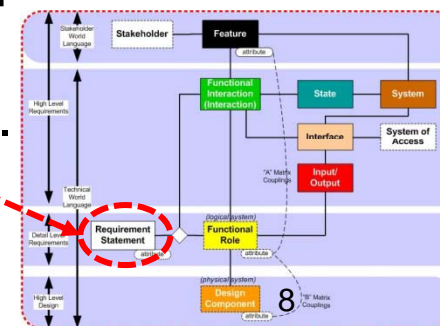 Stakeholder
World
Language
Stakeholder
Feature
attribute
High Level
Requirements
Functional
Interaction
(Interaction)
State
System
Interface
System of
Access
Technical
World
Language
"A" Matrix
Couplings
Input/
Output
(logical system)
Detail Level
Requirements
Requirement
Statement
Functional
Role
attribute
attribute
(physical system)
High Level
Design
Design
Component
8
"B" Matrix
Couplings
attribute